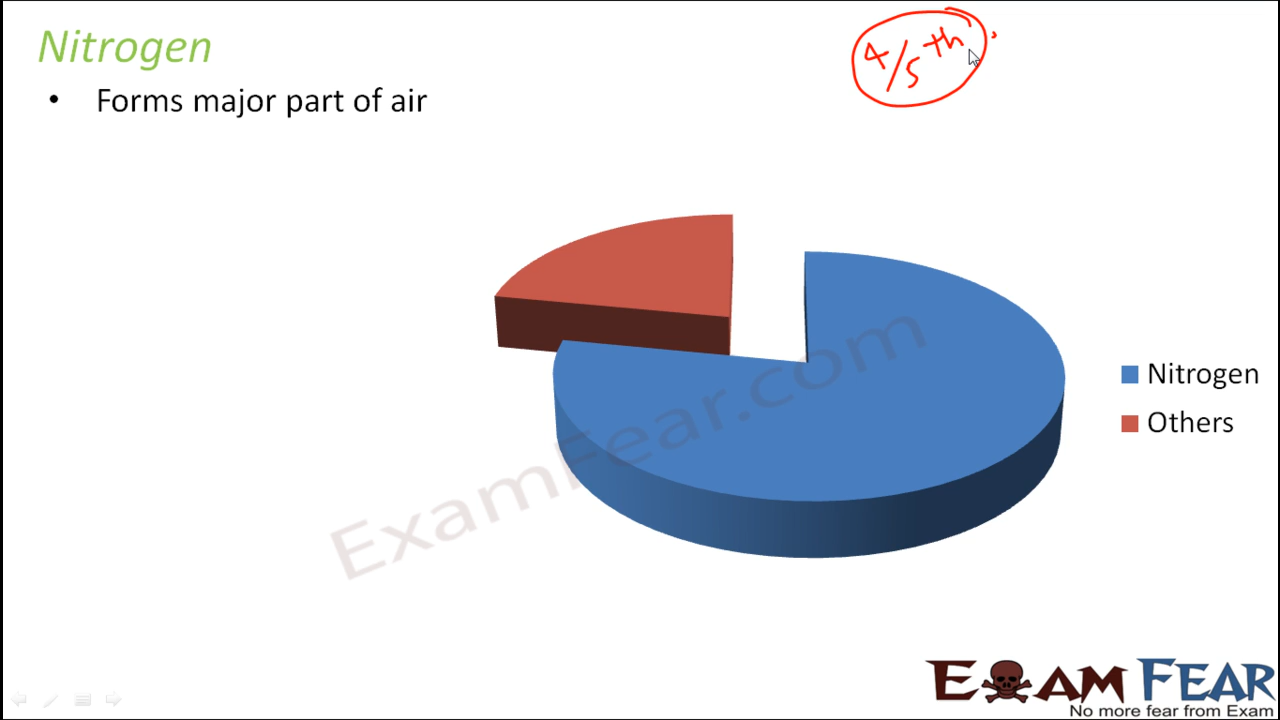 Nitrogen
4/5th
• Forms major part of air
Nitrogen
Others
ExamFear.com
EXAM FEAR
No more fear from Exam